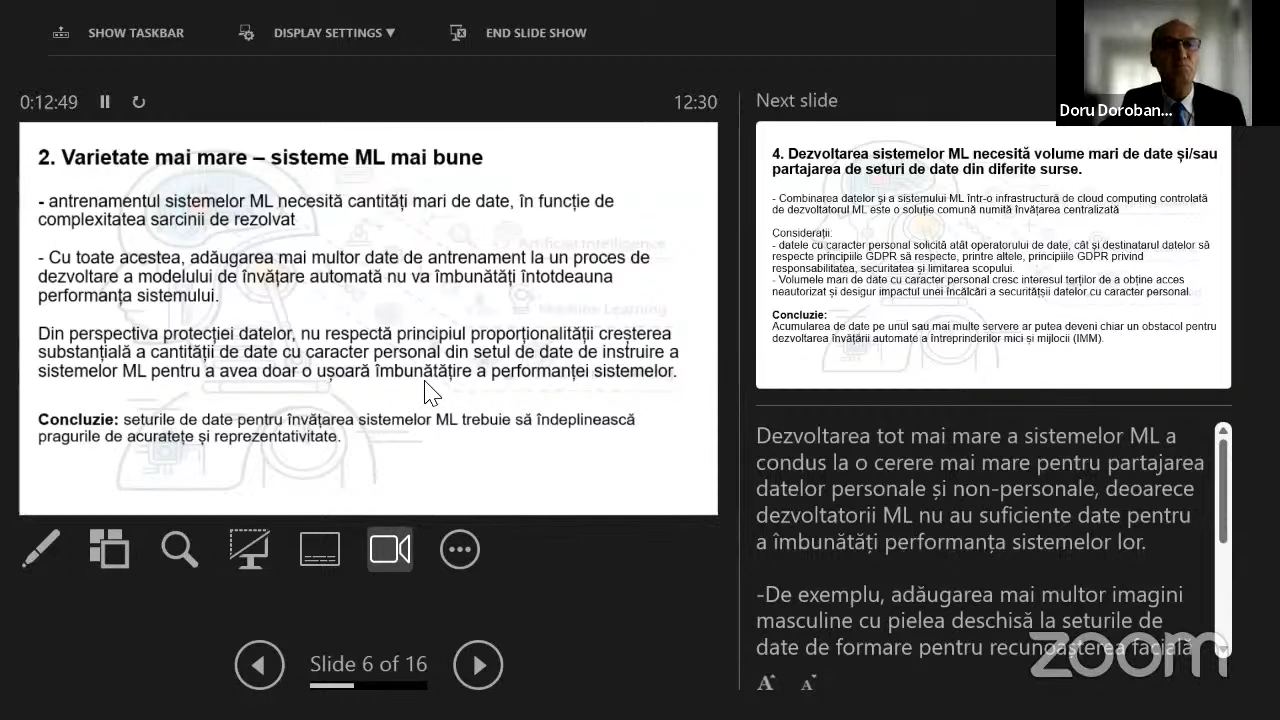 SHOW TASKBAR
DISPLAY SETTINGS ▼
END SLIDE SHOW
Doru Doroban...
0:12:49
12:30
Next slide
2. Varietate mai mare – sisteme ML mai bune
- antrenamentul sistemelor ML necesită cantități mari de date, în funcție de
complexitatea sarcinii de rezolvat
- Cu toate acestea, adăugarea mai multor date de antrenament la un proces de
dezvoltare a modelului de învățare automată nu va îmbunătăți întotdeauna
performanța sistemului.
Din perspectiva protecției datelor, nu respectă principiul proporționalității creșterea
substanțială a cantității de date cu caracter personal din setul de date de instruire a
sistemelor ML pentru a avea doar o ușoară îmbunătățire a performanței sistemelor.
Concluzie: seturile de date pentru învățarea sistemelor ML trebuie să îndeplinească
pragurile de acuratețe și reprezentativitate.
Artificial Intelligence
Machine Learning
4. Dezvoltarea sistemelor ML necesită volume mari de date și/sau
partajarea de seturi de date din diferite surse.
- Combinarea datelor și a sistemului ML într-o infrastructură de cloud computing controlată
de dezvoltatorul ML este o soluție comună numită învățarea centralizată
Considerații:
- datele cu caracter personal solicită atât operatorului de date, cât și destinatarul datelor să
respecte principiile GDPR să respecte, printre altele, principiile GDPR privind
responsabilitatea, securitatea și limitarea scopului.
- Volumele mari de date cu caracter personal cresc interesul terților de a obține acces
neautorizat și desigur impactul unei încălcări a securitățsii datelor cu caracter personal.
Concluzie:
Acumularea de date pe unul sau mai multe servere ar putea deveni chiar un obstacol pentru
dezvoltarea învățării automate a întreprinderilor mici și mijlocii (IMM).
Dezvoltarea tot mai mare a sistemelor ML a
condus la o cerere mai mare pentru partajarea
datelor personale și non-personale, deoarece
dezvoltatorii ML nu au suficiente date pentru
a îmbunătăți performanța sistemelor lor.
-De exemplu, adăugarea mai multor imagini
masculine cu pielea deschisă la seturile de
date de formare pentru recunoașterea facială
Slide 6 of 16
A A
zoom